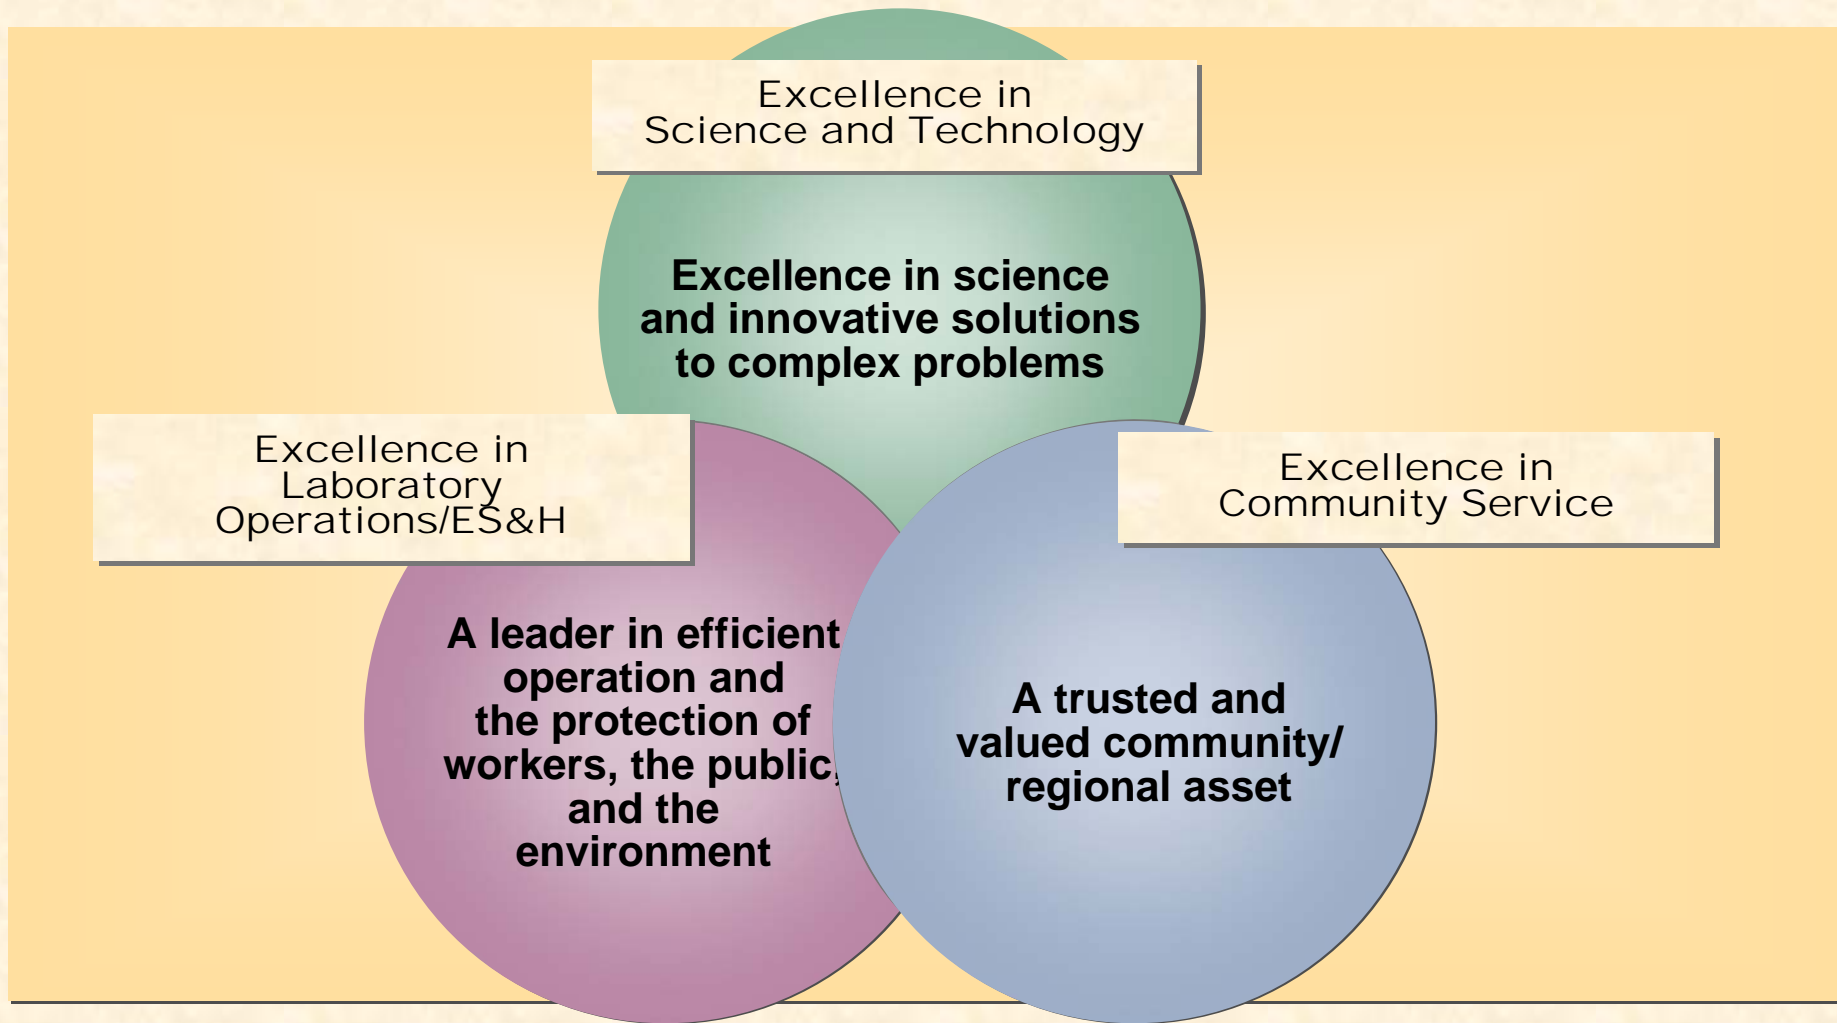 Excellence in
Science and Technology
Excellence in science
and innovative solutions
to complex problems
Excellence in
Laboratory
Operations/ES&H
A leader in efficient
operation and
the protection of
workers, the public,
and the
environment
Excellence in
Community Service
A trusted and
valued community/
regional asset